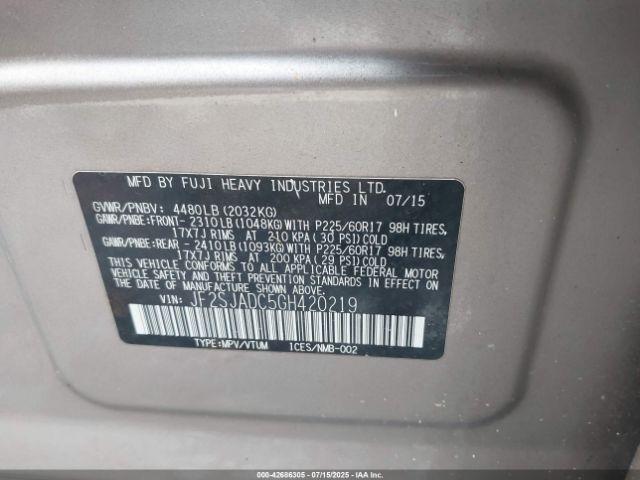 MFD BY FUJI HEAVY INDUSTRIES LTD.
MFD IN 07/15
GVWR/PNBV: 4480LB (2032KG)
GAWR/PNBE:FRONT- 2310LB(1048KG)WITH P225/60R17 98H TIRES,
17X7J RIMS AT 210 KPA (30 PSI)COLD
GAWR/PNBE:REAR - 2410LB(1093KG)WITH P225/60R17 98H TIRES,
17X7J RIMS AT 200 KPA (29 PSI)COLD
THIS VEHICLE CONFORMS TO ALL APPLICABLE FEDERAL MOTOR
VEHICLE SAFETY AND THEFT PREVENTION STANDARDS IN EFFECT
ON THE DATE OF MANUFACTURE SHOWN ABOVE.
VIN: JF2SJADC5GH420219
TYPE:MPV/VTUM ICES/NMB-002
000-42686305 - 07/15/2025 - IAAI.COM